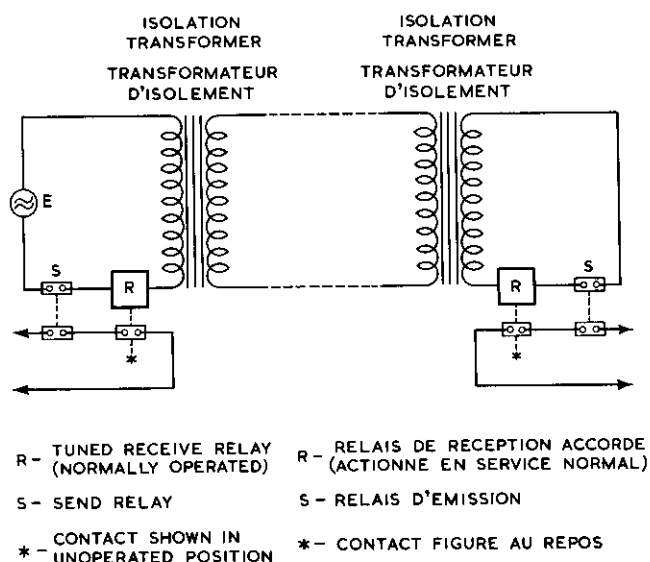 ISOLATION
TRANSFORMER
TRANSFORMATEUR
D'ISOLEMENT
ISOLATION
TRANSFORMER
TRANSFORMATEUR
D'ISOLEMENT
E
S
R
*
S
R
*
R - TUNED RECEIVE RELAY
(NORMALLY OPERATED)
S - SEND RELAY
* - CONTACT SHOWN IN
UNOPERATED POSITION
R - RELAIS DE RECEPTION ACCORDE
(ACTIONNE EN SERVICE NORMAL)
S - RELAIS D'EMISSION
* - CONTACT FIGURE AU REPOS